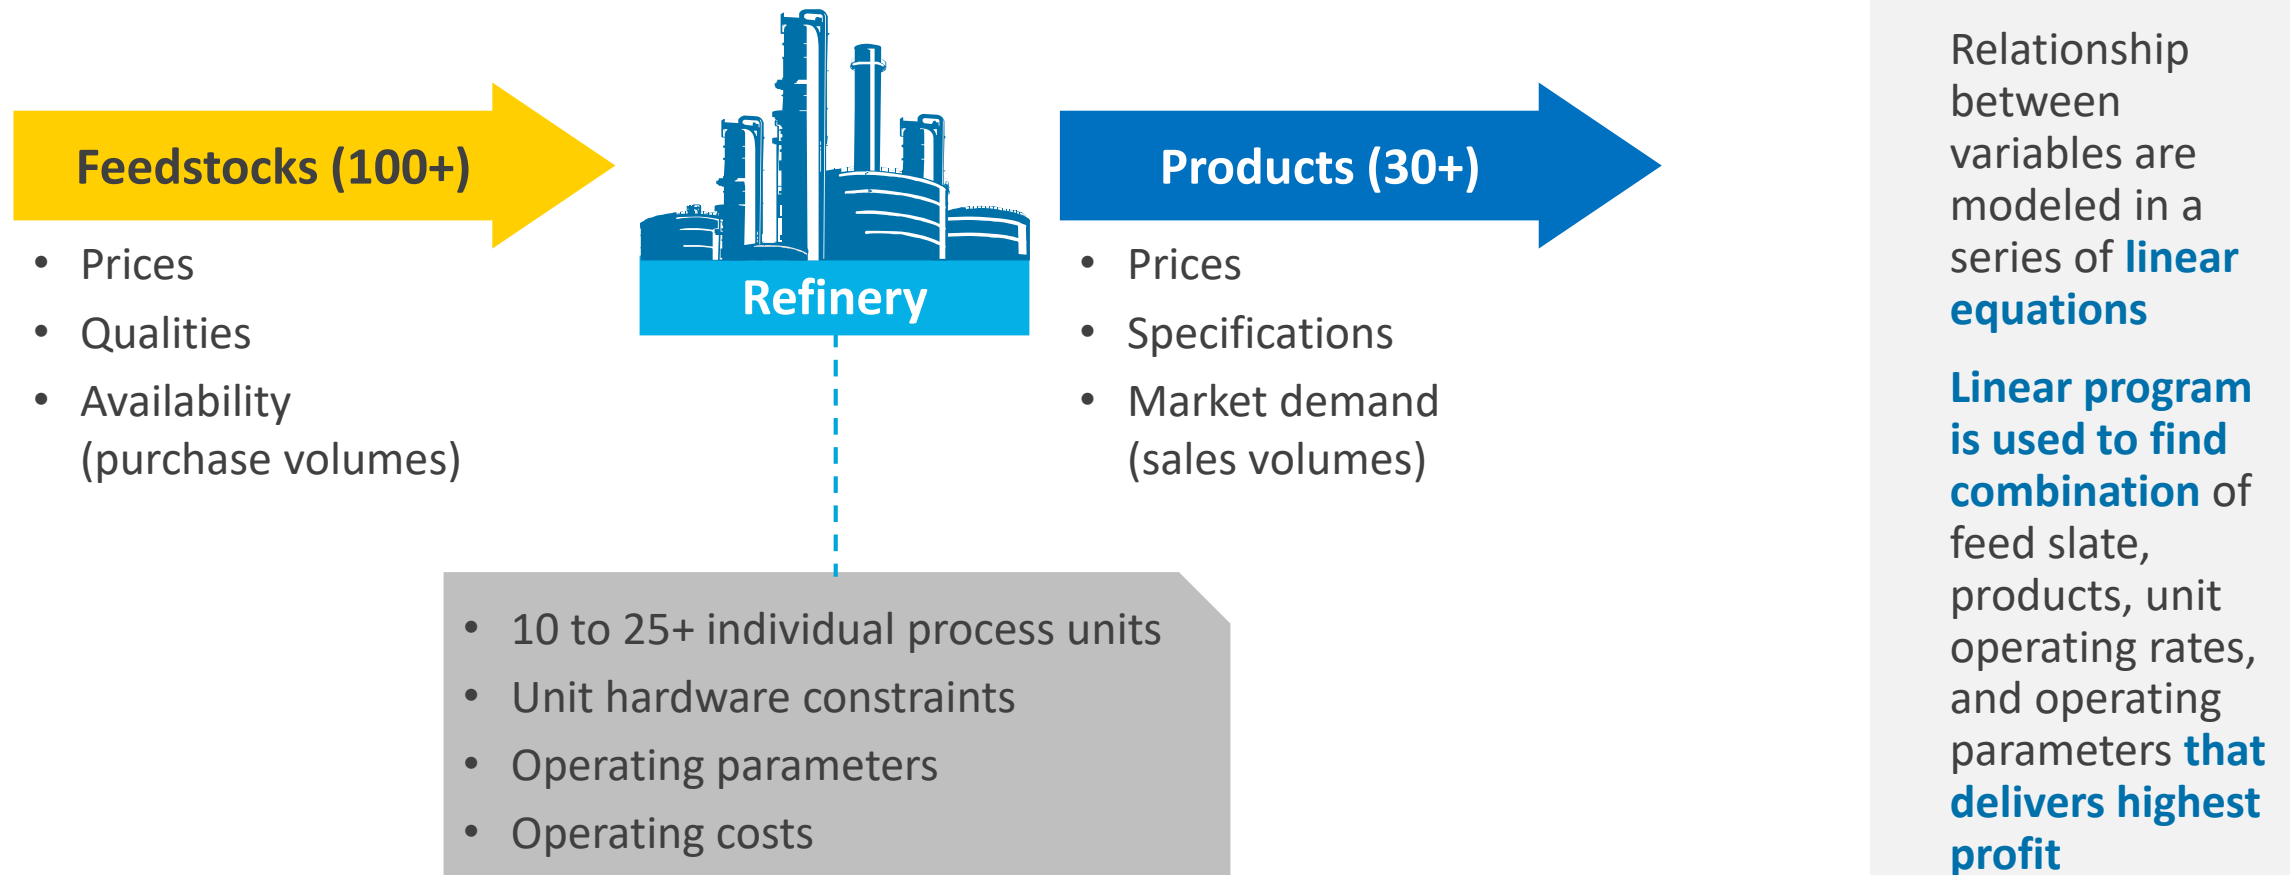 Feedstocks (100+)
• Prices
• Qualities
• Availability
(purchase volumes)
Refinery
• 10 to 25+ individual process units
• Unit hardware constraints
• Operating parameters
• Operating costs
Products (30+)
• Prices
• Specifications
• Market demand
(sales volumes)
Relationship
between
variables are
modeled in a
series of linear
equations
Linear program
is used to find
combination of
feed slate,
products, unit
operating rates,
and operating
parameters that
delivers highest
profit